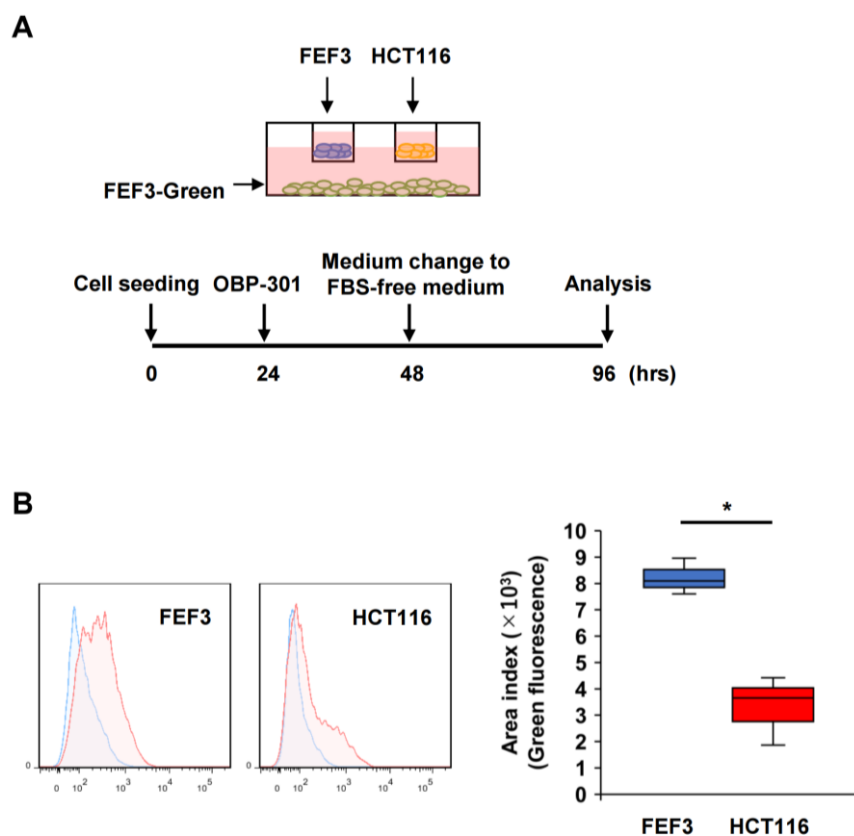 A
FEF3 HCT116
FEF3-Green
Cell seeding OBP-301 Medium change to FBS-free medium Analysis
0 24 48 96 (hrs)
B
FEF3
0
0 10² 10³ 10⁴ 10⁵
HCT116
0
0 10² 10³ 10⁴ 10⁵
Area index (×10³)
(Green fluorescence)
10
9
8
7
6
5
4
3
2
1
0
*
FEF3 HCT116